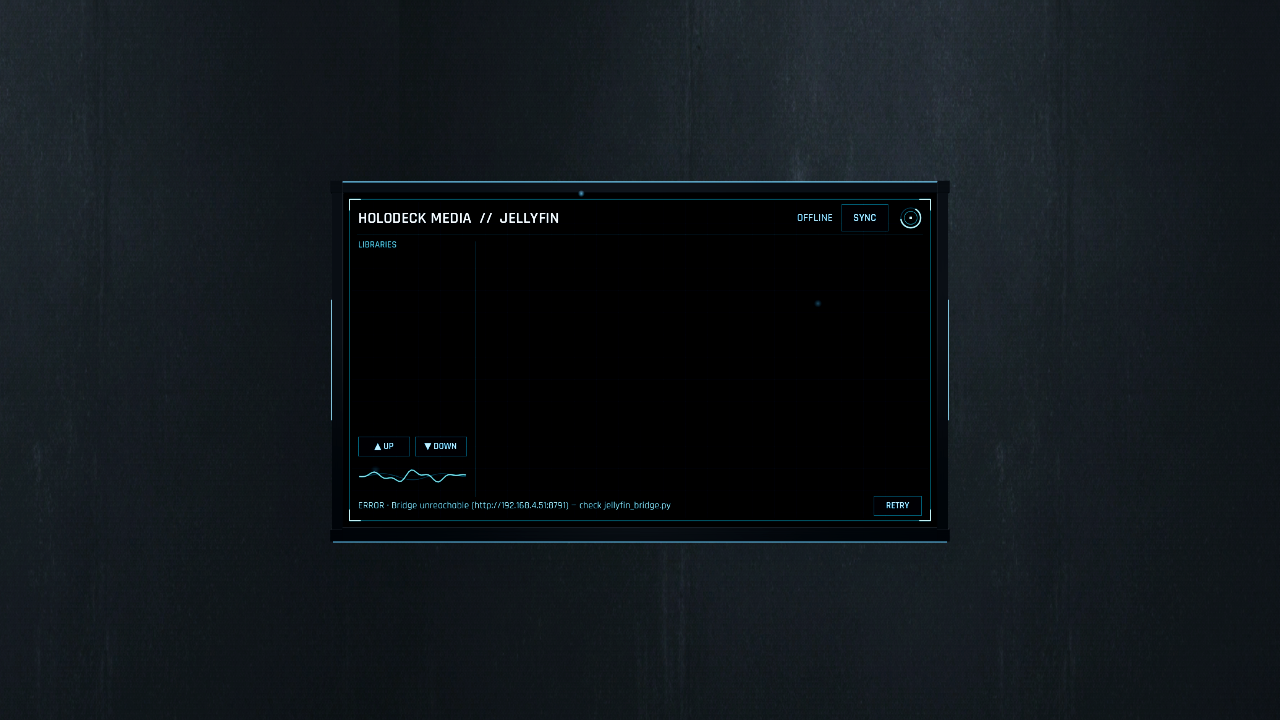 HOLODECK MEDIA // JELLYFIN
OFFLINE
SYNC
LIBRARIES
▲ UP
▼ DOWN
ERROR - Bridge unreachable (http://192.168.4.51:8791) — check jellyfin_bridge.py
RETRY